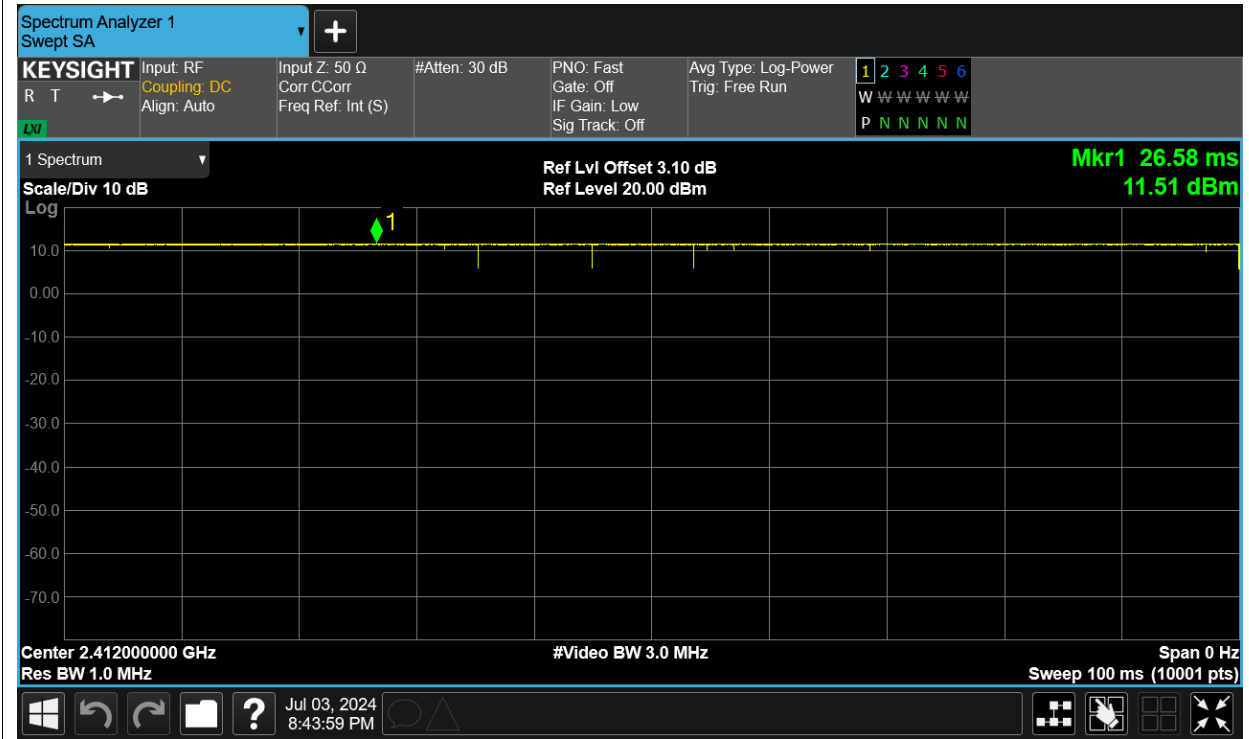 Spectrum Analyzer 1
Swept SA
KEYSIGHT
R T
LXI
Input: RF
Coupling: DC
Align: Auto
Input Z: 50 Ω
Corr CCorr
Freq Ref: Int (S)
#Atten: 30 dB
PNO: Fast
Gate: Off
IF Gain: Low
Sig Track: Off
Avg Type: Log-Power
Trig: Free Run
1 2 3 4 5 6
W W W W W W
P N N N N N
1 Spectrum
Scale/Div 10 dB
Ref Lvl Offset 3.10 dB
Ref Level 20.00 dBm
Mkr1 26.58 ms
11.51 dBm
Log
1
10.0
0.00
-10.0
-20.0
-30.0
-40.0
-50.0
-60.0
-70.0
Center 2.412000000 GHz
#Video BW 3.0 MHz
Span 0 Hz
Res BW 1.0 MHz
Sweep 100 ms (10001 pts)
?
Jul 03, 2024
8:43:59 PM